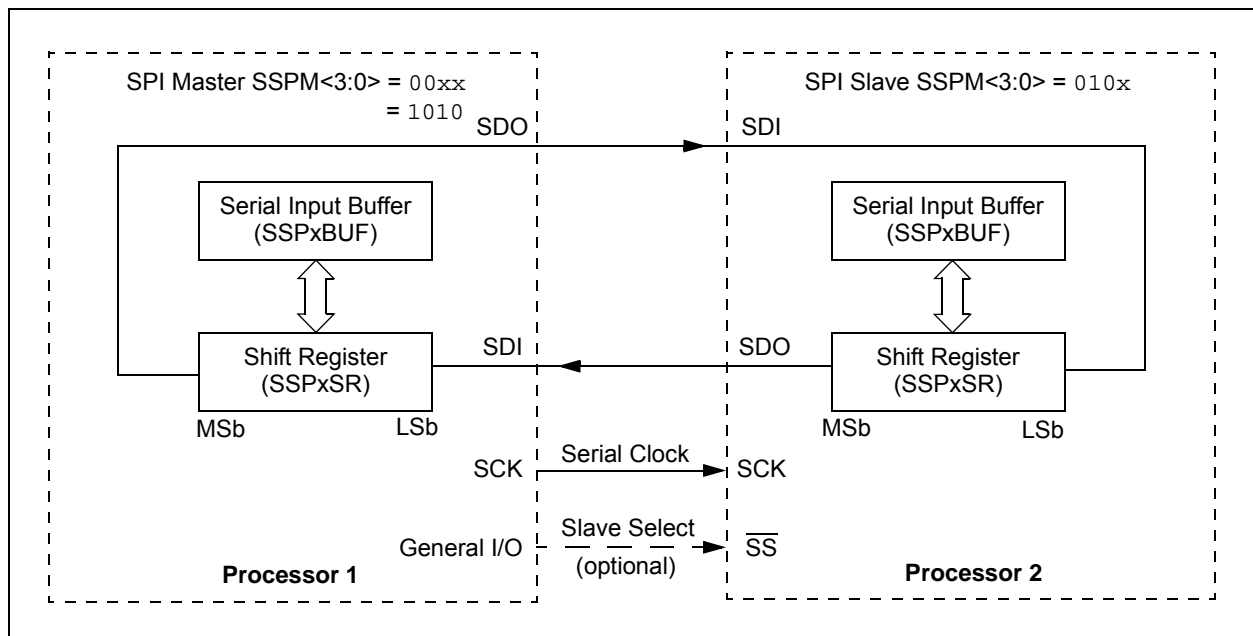 SPI Master SSPM<3:0> = 00xx
= 1010
SPI Slave SSPM<3:0> = 010x
SDO
SDI
Serial Input Buffer
(SSPxBUF)
Serial Input Buffer
(SSPxBUF)
Shift Register
(SSPxSR)
SDI
SDO
Shift Register
(SSPxSR)
MSb
LSb
MSb
LSb
SCK
Serial Clock
SCK
General I/O
Slave Select
(optional)
S̅S̅
Processor 1
Processor 2